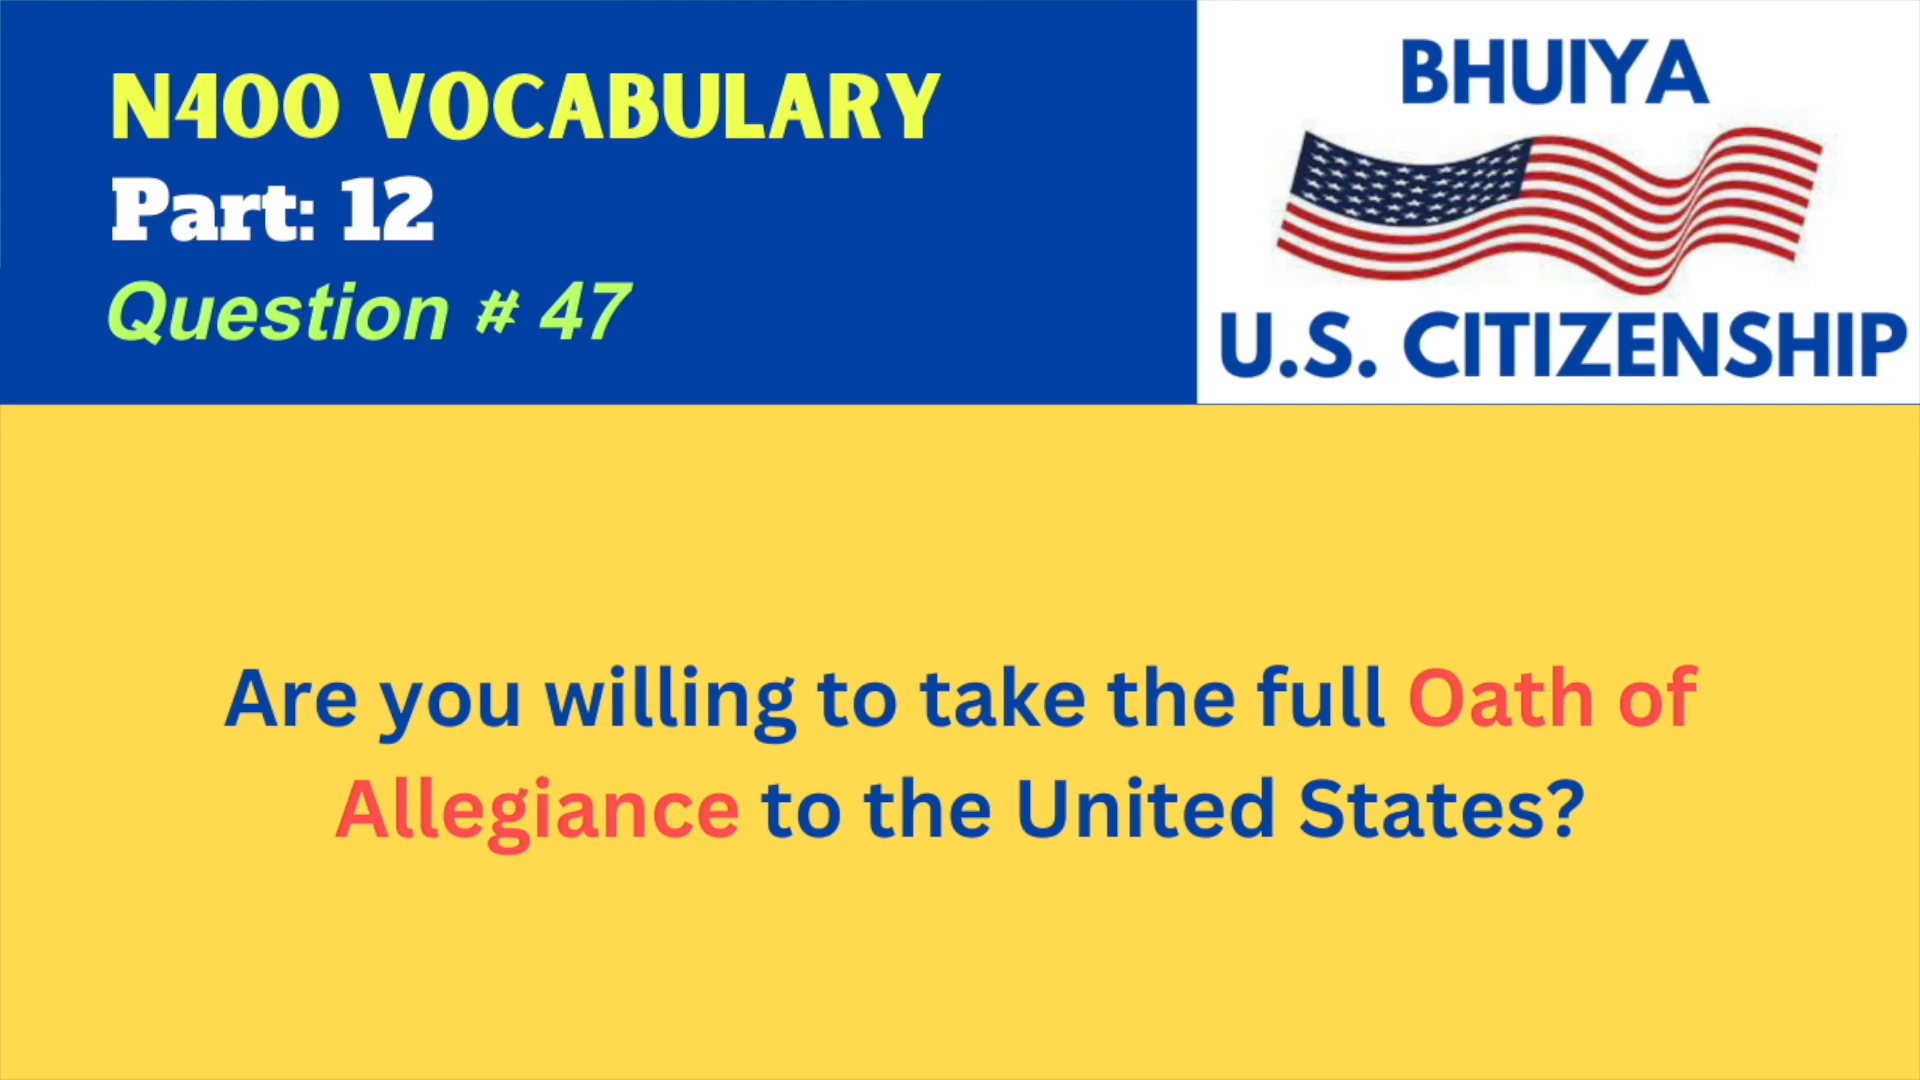 N400 VOCABULARY
Part: 12
Question # 47
BHUIYA
U.S. CITIZENSHIP
Are you willing to take the full Oath of
Allegiance to the United States?